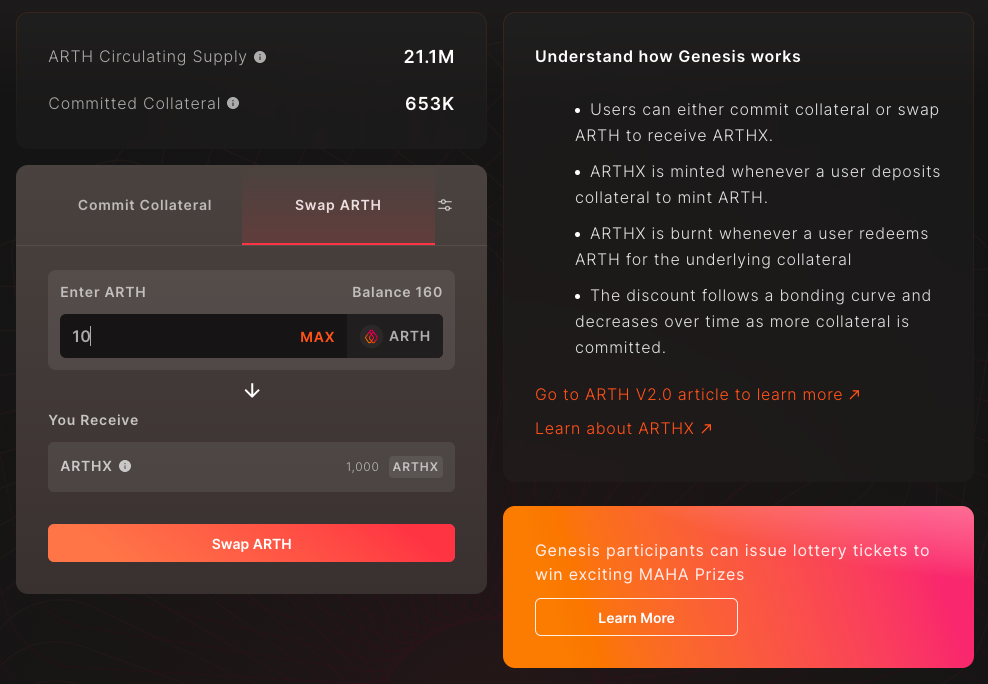 ARTH Circulating Supply 21.1M
Committed Collateral 653K
Commit Collateral Swap ARTH
Enter ARTH Balance 160
10 MAX ARTH
You Receive
ARTHX 1,000 ARTHX
Swap ARTH
Understand how Genesis works
• Users can either commit collateral or swap
ARTH to receive ARTHX.
• ARTHX is minted whenever a user deposits
collateral to mint ARTH.
• ARTHX is burnt whenever a user redeems
ARTH for the underlying collateral
• The discount follows a bonding curve and
decreases over time as more collateral is
committed.
Go to ARTH V2.0 article to learn more ↗
Learn about ARTHX ↗
Genesis participants can issue lottery tickets to
win exciting MAHA Prizes
Learn More